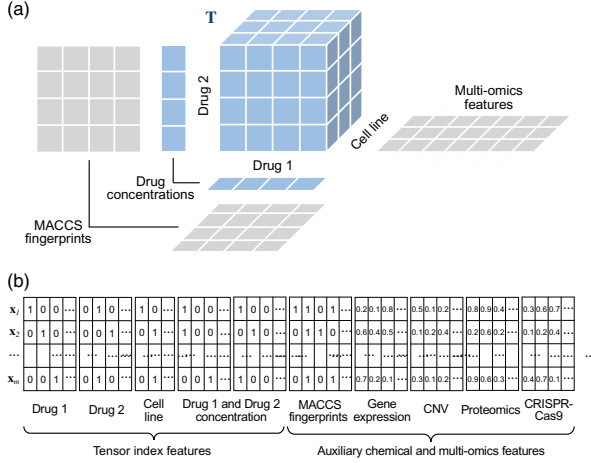 (a)
T
Drug 2
Multi-omics
features
Cell line
Drug 1
Drug
concentrations
MACCS
fingerprints
(b)
x1 1 0 0 ... 0 1 0 ... 1 0 ... 1 0 0 ... 1 0 0 ... 1 1 0 1 ... 0.2 0.1 0.8 ... 0.5 0.1 0.2 ... 0.8 0.9 0.4 ... 0.3 0.6 0.7 ...
x2 0 1 0 ... 0 0 1 ... 0 1 ... 0 0 1 ... 0 1 0 ... 0 1 1 0 ... 0.6 0.4 0.5 ... 0.1 0.2 0.4 ... 0.2 0.1 0.6 ... 0.1 0.2 0.4 ...
xm 0 0 1 ... 0 1 0 ... 0 1 ... 0 0 1 ... 1 0 0 ... 0 1 0 1 ... 0.7 0.2 0.1 ... 0.3 0.1 0.2 ... 0.9 0.6 0.3 ... 0.4 0.7 0.1 ...
Drug 1 Drug 2 Cell line Drug 1 and Drug 2 concentration MACCS fingerprints Gene expression CNV Proteomics CRISPR-Cas9
Tensor index features Auxiliary chemical and multi-omics features